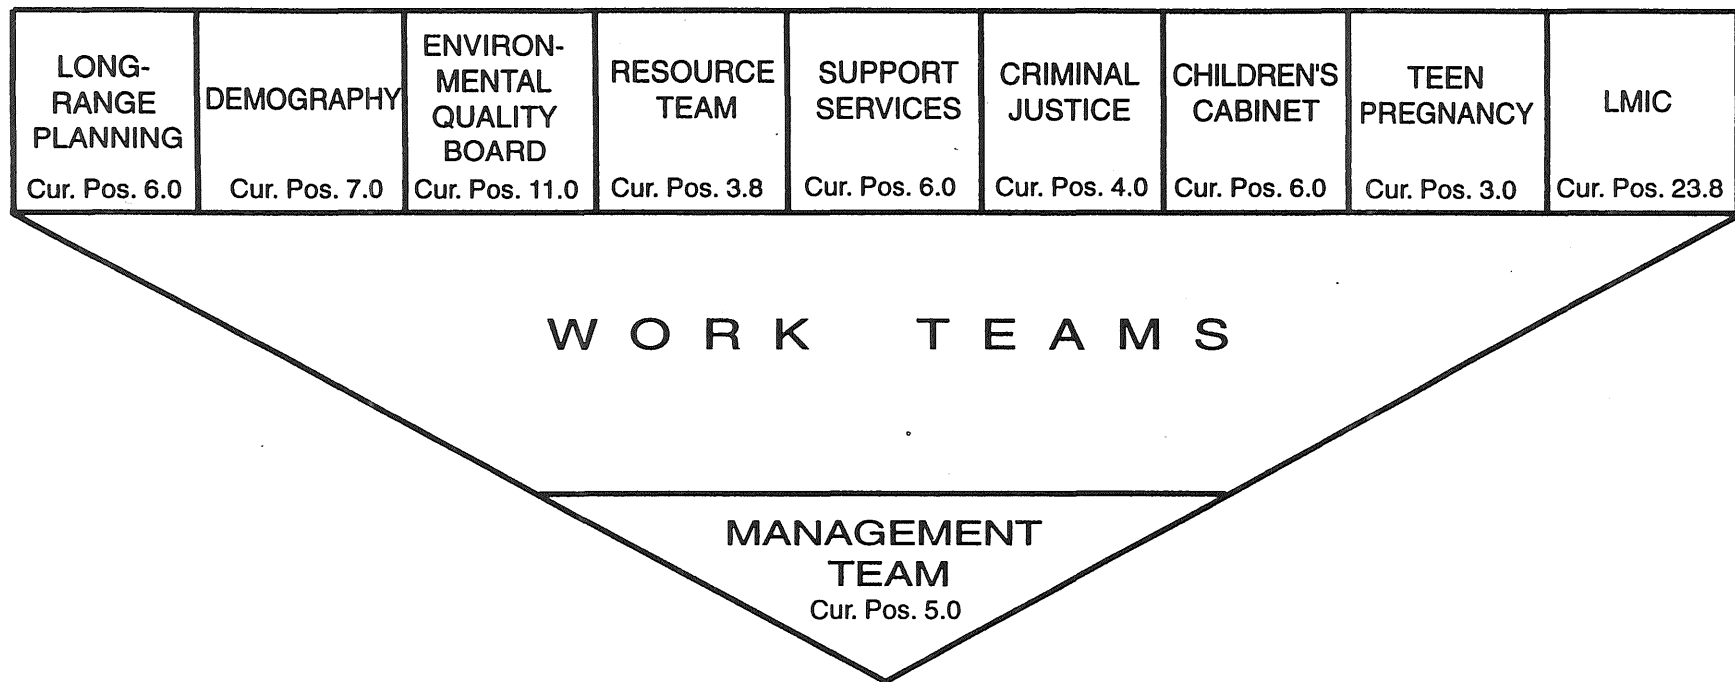 LONG-
RANGE
PLANNING
Cur. Pos. 6.0
DEMOGRAPHY
Cur. Pos. 7.0
ENVIRON-
MENTAL
QUALITY
BOARD
Cur. Pos. 11.0
RESOURCE
TEAM
Cur. Pos. 3.8
SUPPORT
SERVICES
Cur. Pos. 6.0
CRIMINAL
JUSTICE
Cur. Pos. 4.0
CHILDREN'S
CABINET
Cur. Pos. 6.0
TEEN
PREGNANCY
Cur. Pos. 3.0
LMIC
Cur. Pos. 23.8
WORK TEAMS
MANAGEMENT
TEAM
Cur. Pos. 5.0